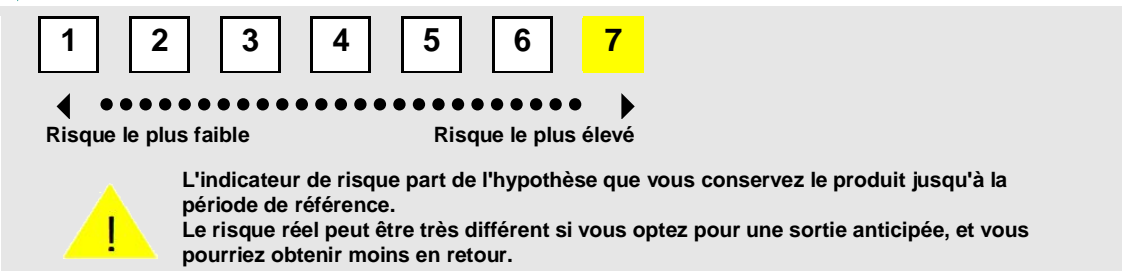 1 2 3 4 5 6 7
Risque le plus faible Risque le plus élevé
L'indicateur de risque part de l'hypothèse que vous conservez le produit jusqu'à la
période de référence.
!
Le risque réel peut être très différent si vous optez pour une sortie anticipée, et vous
pourriez obtenir moins en retour.